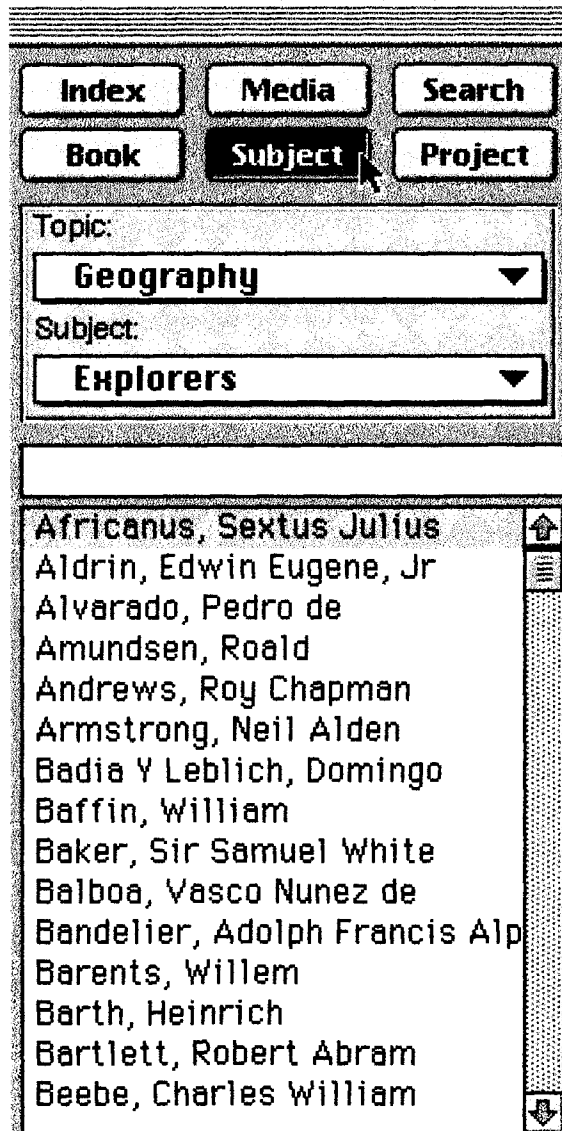 Index Media Search
Book Subject Project
Topic:
Geography
Subject:
Explorers
Africanus, Sextus Julius
Aldrin, Edwin Eugene, Jr
Alvarado, Pedro de
Amundsen, Roald
Andrews, Roy Chapman
Armstrong, Neil Alden
Badia Y Leblich, Domingo
Baffin, William
Baker, Sir Samuel White
Balboa, Vasco Nunez de
Bandelier, Adolph Francis Alp
Barents, Willem
Barth, Heinrich
Bartlett, Robert Abram
Beebe, Charles William